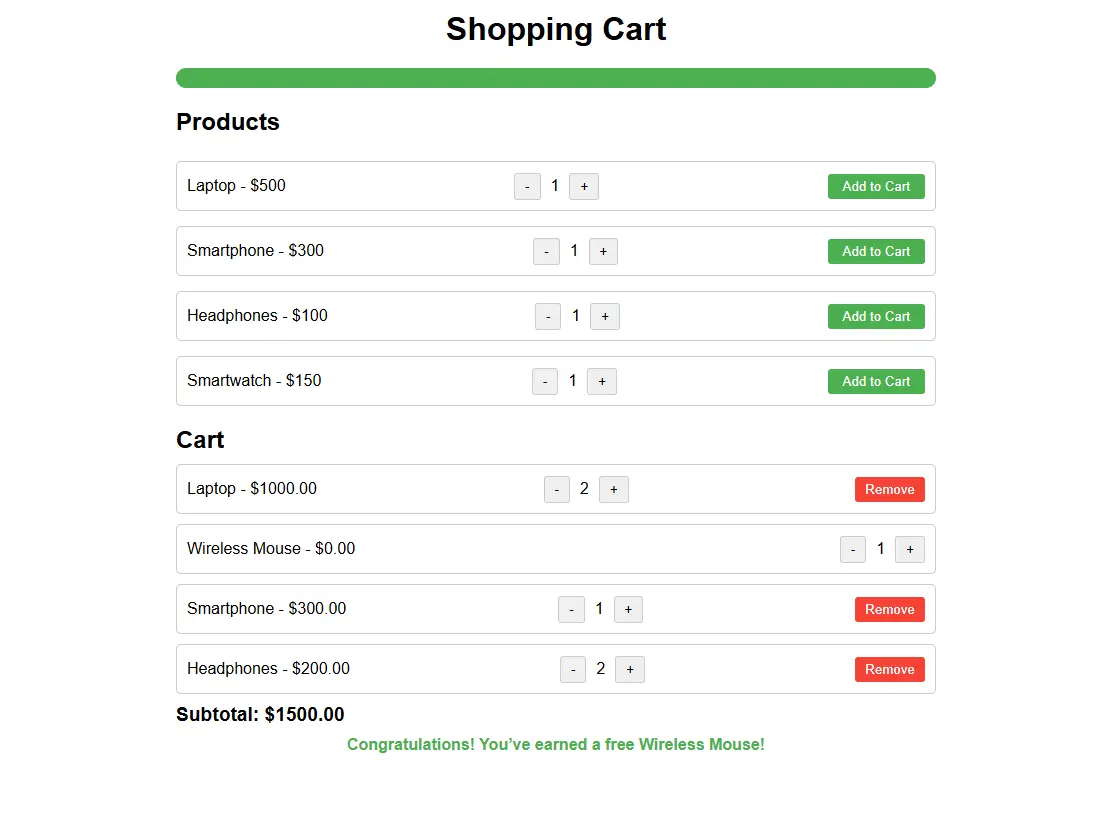 Shopping Cart
Products
Laptop - $500 - 1 + Add to Cart
Smartphone - $300 - 1 + Add to Cart
Headphones - $100 - 1 + Add to Cart
Smartwatch - $150 - 1 + Add to Cart
Cart
Laptop - $1000.00 - 2 + Remove
Wireless Mouse - $0.00 - 1 +
Smartphone - $300.00 - 1 + Remove
Headphones - $200.00 - 2 + Remove
Subtotal: $1500.00
Congratulations! You’ve earned a free Wireless Mouse!